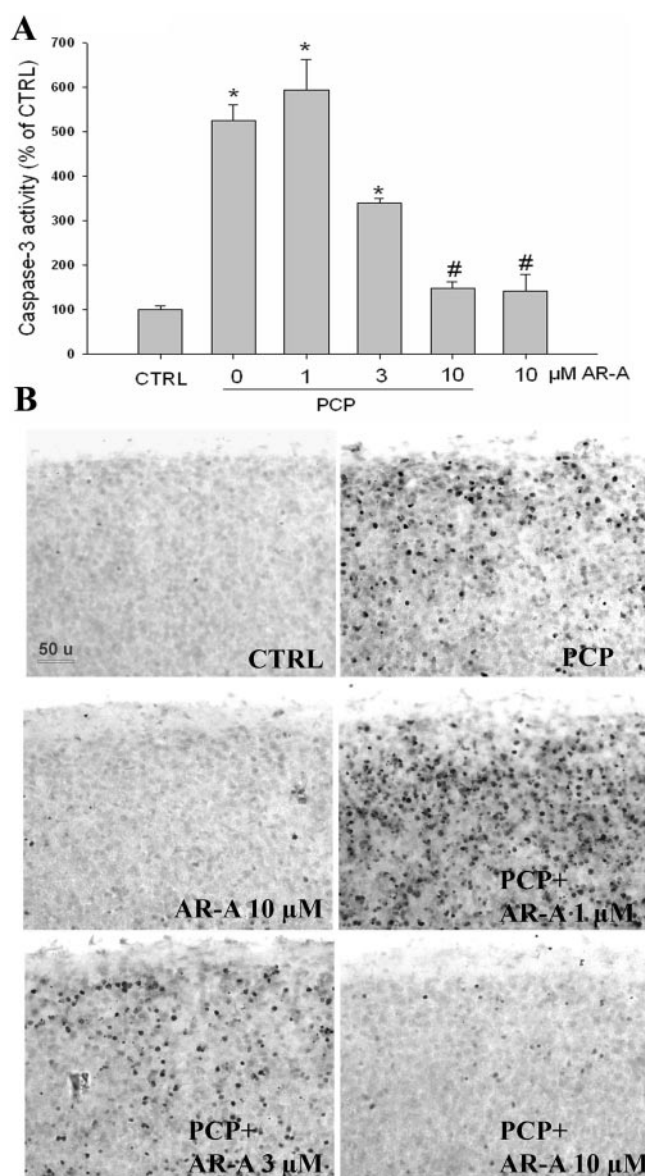 A
Caspase-3 activity (% of CTRL)
700
600
500
400
300
200
100
0
*
*
*
#
#
CTRL 0 1 3 10 10 µM AR-A
PCP
B
50 u
CTRL
PCP
AR-A 10 µM
PCP+
AR-A 1 µM
PCP+
AR-A 3 µM
PCP+
AR-A 10 µM